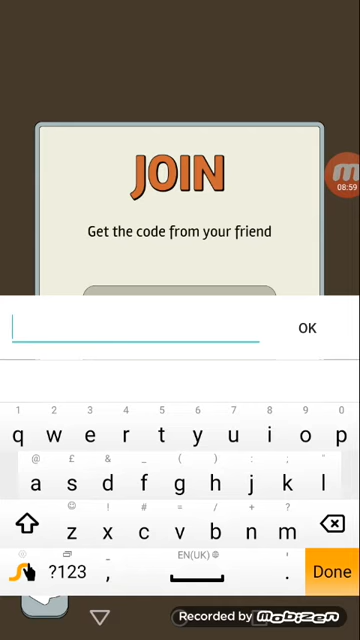 JOIN
08:59
Get the code from your friend
OK
1 2 3 4 5 6 7 8 9 0
q w e r t y u i o p
@ £ & _ ( ) : ; "
a s d f g h j k l
! # = / + ?
z x c v b n m
EN(UK) '
?123 , . Done
Recorded by MOBIZEN